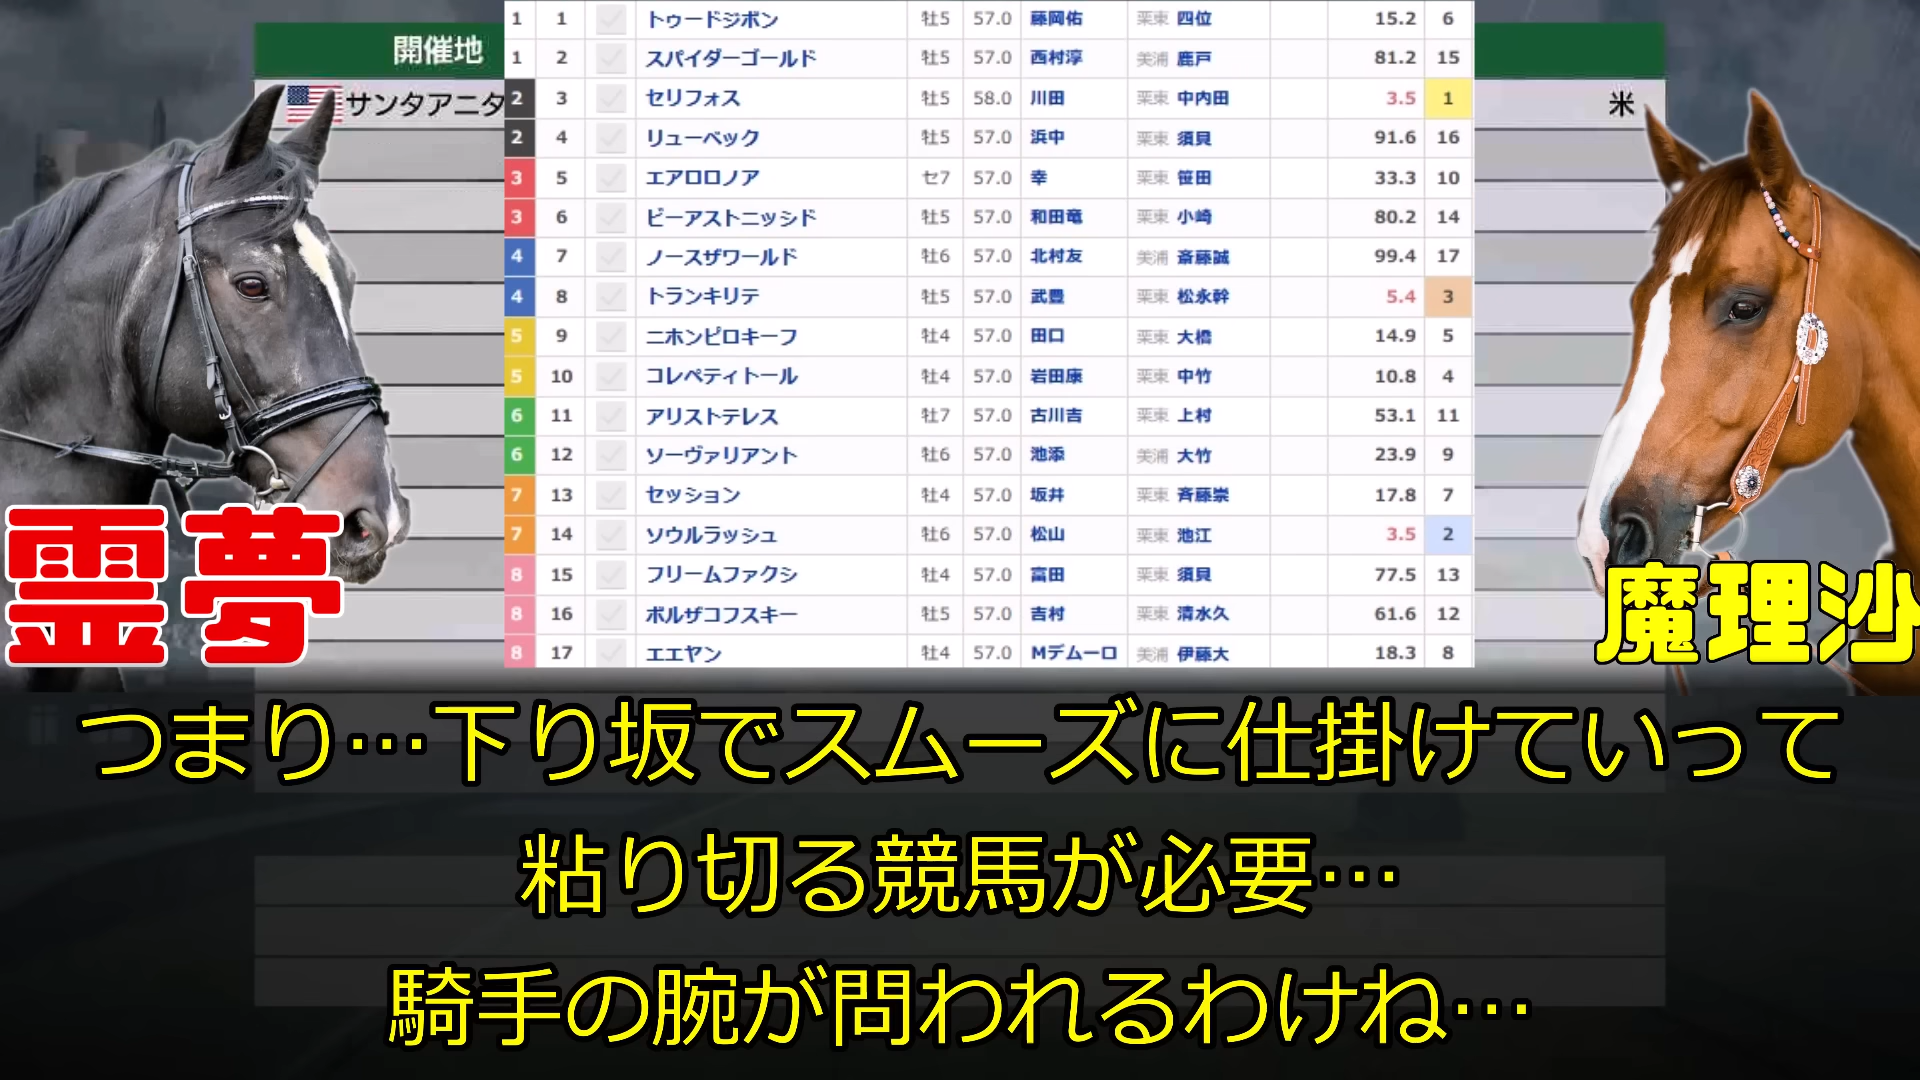 開催地
サンタアニタ
米
1 1 トゥードジボン 牡5 57.0 藤岡佑 栗東 四位 15.2 6
1 2 スパイダーゴールド 牡5 57.0 西村淳 美浦 鹿戸 81.2 15
2 3 セリフォス 牡5 58.0 川田 栗東 中内田 3.5 1
2 4 リューベック 牡5 57.0 浜中 栗東 須貝 91.6 16
3 5 エアロロノア セ7 57.0 幸 栗東 笹田 33.3 10
3 6 ビーアストニッシド 牡5 57.0 和田竜 栗東 小崎 80.2 14
4 7 ノースザワールド 牡6 57.0 北村友 美浦 斎藤誠 99.4 17
4 8 トランキリテ 牡5 57.0 武豊 栗東 松永幹 5.4 3
5 9 ニホンピロキーフ 牡4 57.0 田口 栗東 大橋 14.9 5
5 10 コレペティトール 牡4 57.0 岩田康 栗東 中竹 10.8 4
6 11 アリストテレス 牡7 57.0 古川吉 栗東 上村 53.1 11
6 12 ソーヴァリアント 牡6 57.0 池添 美浦 大竹 23.9 9
7 13 セッション 牡4 57.0 坂井 栗東 斉藤崇 17.8 7
7 14 ソウルラッシュ 牡6 57.0 松山 栗東 池江 3.5 2
8 15 フリームファクシ 牡4 57.0 富田 栗東 須貝 77.5 13
8 16 ボルザコフスキー 牡5 57.0 吉村 栗東 清水久 61.6 12
8 17 エエヤン 牡4 57.0 Mデムーロ 美浦 伊藤大 18.3 8
霊夢
魔理沙
つまり…下り坂でスムーズに仕掛けていって
粘り切る競馬が必要…
騎手の腕が問われるわけね…